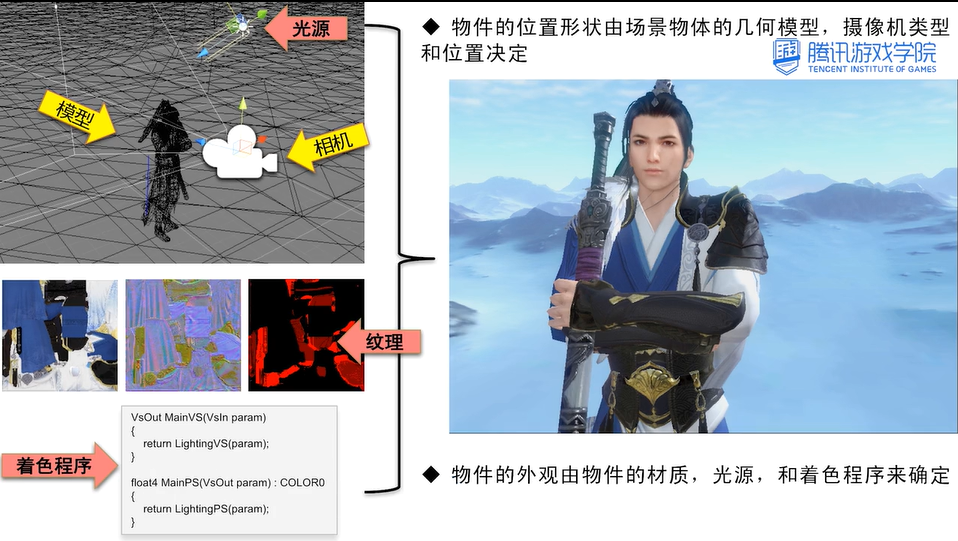 光源
模型
相机
纹理
着色程序
VsOut MainVS(VsIn param)
{
return LightingVS(param);
}
float4 MainPS(VsOut param) : COLOR0
{
return LightingPS(param);
}
◆ 物件的位置形状由场景物体的几何模型，摄像机类型
和位置决定
腾讯游戏学院
TENCENT INSTITUTE OF GAMES
◆ 物件的外观由物件的材质，光源，和着色程序来确定